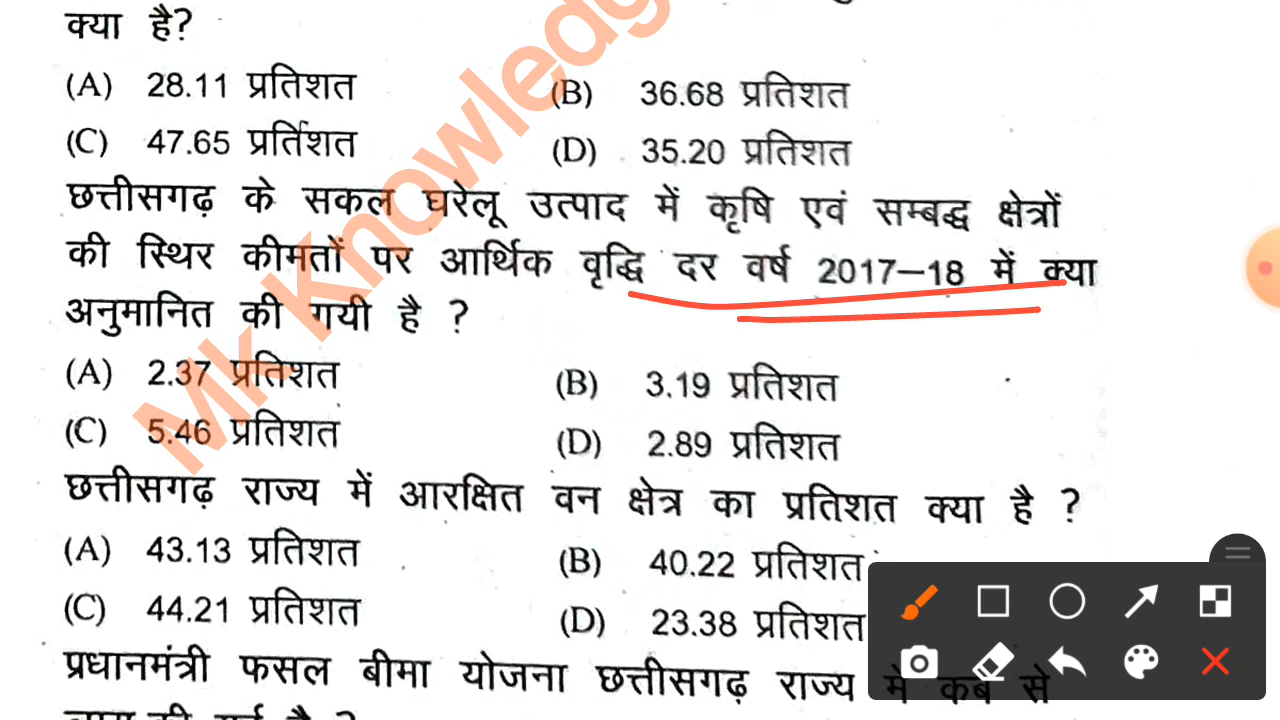 क्या है?
(A) 28.11 प्रतिशत (B) 36.68 प्रतिशत
(C) 47.65 प्रतिशत (D) 35.20 प्रतिशत
छत्तीसगढ़ के सकल घरेलू उत्पाद में कृषि एवं सम्बद्ध क्षेत्रों
की स्थिर कीमतों पर आर्थिक वृद्धि दर वर्ष 2017–18 में क्या
अनुमानित की गयी है ?
(A) 2.37 प्रतिशत (B) 3.19 प्रतिशत
(C) 5.46 प्रतिशत (D) 2.89 प्रतिशत
छत्तीसगढ़ राज्य में आरक्षित वन क्षेत्र का प्रतिशत क्या है ?
(A) 43.13 प्रतिशत (B) 40.22 प्रतिशत
(C) 44.21 प्रतिशत (D) 23.38 प्रतिशत
प्रधानमंत्री फसल बीमा योजना छत्तीसगढ़ राज्य में कब से
Mk Knowledg